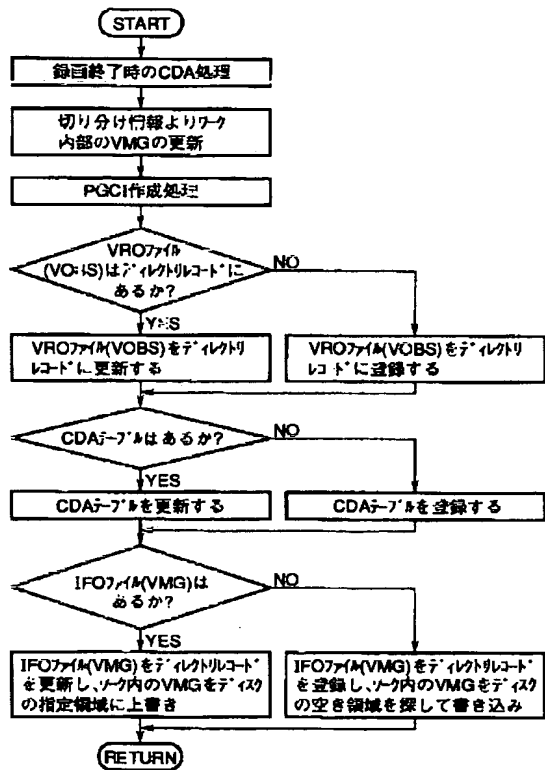 START
録画終了時のCDA処理
切り分け情報よりワーク
内部のVMGの更新
PGCI作成処理
VROファイル
(VOBS)はディレクトリレコードに
あるか?
NO
YES
VROファイル(VOBS)をディレクトリ
レコードに更新する
VROファイル(VOBS)をディレクトリ
レコードに登録する
CDAテーブルはあるか?
NO
YES
CDAテーブルを更新する
CDAテーブルを登録する
IFOファイル(VMG)は
あるか?
NO
YES
IFOファイル(VMG)をディレクトリレコード
を更新し、ワーク内のVMGをディスク
の指定領域に上書き
IFOファイル(VMG)をディレクトリレコード
を登録し、ワーク内のVMGをディスク
の空き領域を探して書き込み
RETURN